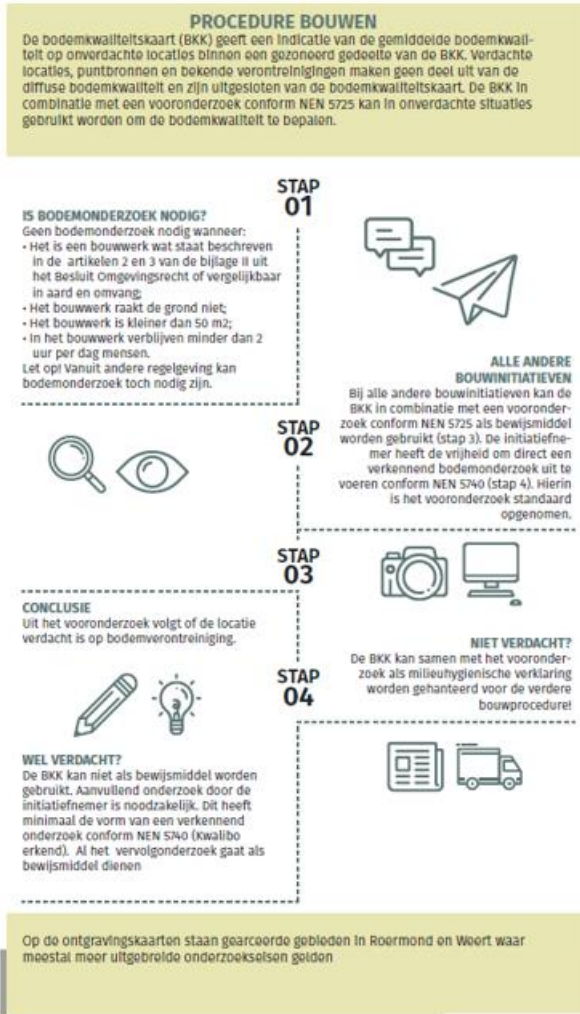 PROCEDURE BOUWEN
De bodemkwaliteitskaart (BKK) geeft een indicatie van de gemiddelde bodemkwali-
teit op onverdachte locaties binnen een gezoneerd gedeelte van de BKK. Verdachte
locaties, puntbronnen en bekende verontreinigingen maken geen deel uit van de
diffuse bodemkwaliteit en zijn uitgesloten van de bodemkwaliteitskaart. De BKK in
combinatie met een vooronderzoek conform NEN 5725 kan in onverdachte situaties
gebruikt worden om de bodemkwaliteit te bepalen.
STAP
01
IS BODEMONDERZOEK NODIG?
Geen bodemonderzoek nodig wanneer:
• Het is een bouwwerk wat staat beschreven
in de artikelen 2 en 3 van de bijlage II uit
het Besluit Omgevingsrecht of vergelijkbaar
in aard en omvang;
• Het bouwwerk raakt de grond niet;
• Het bouwwerk is kleiner dan 50 m2;
• In het bouwwerk verblijven minder dan 2
uur per dag mensen.
Let op! Vanuit andere regelgeving kan
bodemonderzoek toch nodig zijn.
STAP
02
ALLE ANDERE
BOUWINITIATIEVEN
Bij alle andere bouwinitiatieven kan de
BKK in combinatie met een vooronder-
zoek conform NEN 5725 als bewijsmiddel
worden gebruikt (stap 3). De initiatiefne-
mer heeft de vrijheid om direct een
verkennend bodemonderzoek uit te
voeren conform NEN 5740 (stap 4). Hierin
is het vooronderzoek standaard
opgenomen.
STAP
03
CONCLUSIE
Uit het vooronderzoek volgt of de locatie
verdacht is op bodemverontreiniging.
STAP
04
NIET VERDACHT?
De BKK kan samen met het vooronder-
zoek als milieuhygienische verklaring
worden gehanteerd voor de verdere
bouwprocedure!
WEL VERDACHT?
De BKK kan niet als bewijsmiddel worden
gebruikt. Aanvullend onderzoek door de
initiatiefnemer is noodzakelijk. Dit heeft
minimaal de vorm van een verkennend
onderzoek conform NEN 5740 (Kwalibo
erkend). Al het vervolgonderzoek gaat als
bewijsmiddel dienen
Op de ontgravingskaarten staan gearceerde gebieden in Roermond en Weert waar
meestal meer uitgebreide onderzoekseisen gelden